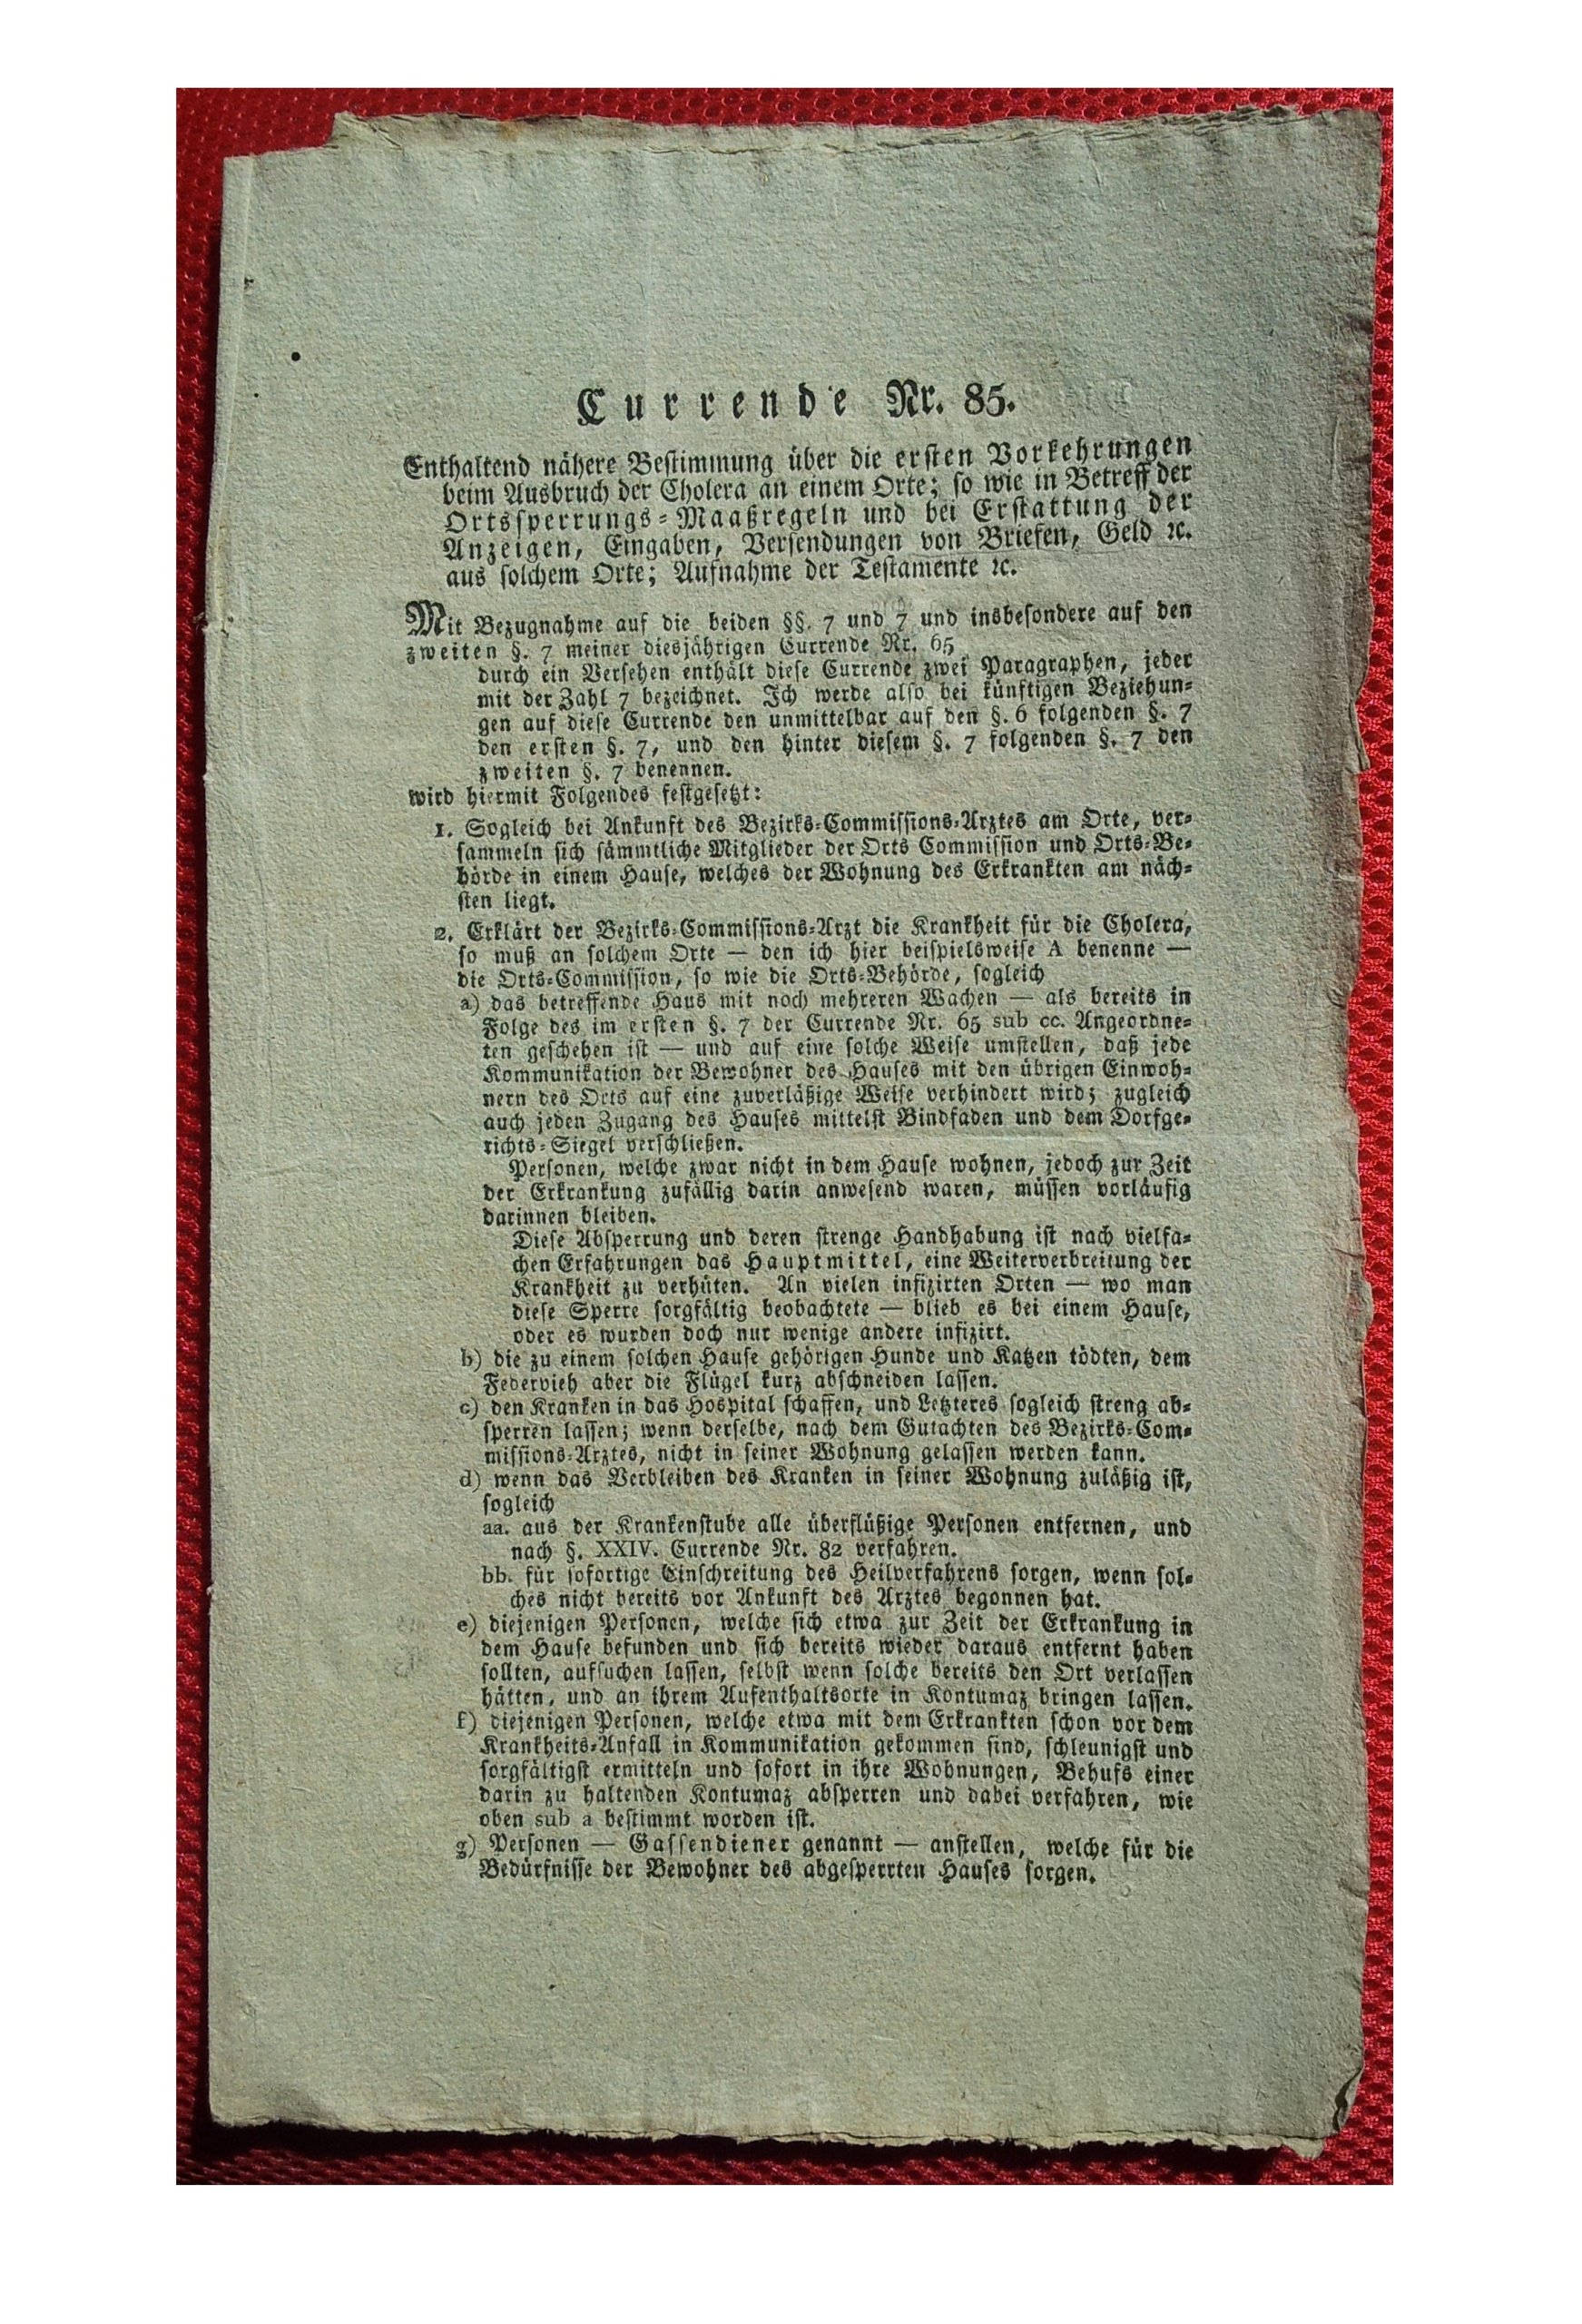 Currende Nr. 85.
Enthaltend nähere Bestimmung über die ersten Vorkehrungen
beim Ausbruch der Cholera an einem Orte; so wie in Betreff der
Ortssperrungs-Maaßregeln und bei Erstattung der
Anzeigen, Eingaben, Versendungen von Briefen, Geld ꝛc.
aus solchem Orte; Aufnahme der Testamente ꝛc.
Mit Bezugnahme auf die beiden §§. 7 und 7 und insbesondere auf den
zweiten §. 7 meiner diesjährigen Currende Nr. 65
durch ein Versehen enthält diese Currende zwei Paragraphen, jeder
mit der Zahl 7 bezeichnet. Ich werde also bei künftigen Beziehun-
gen auf diese Currende den unmittelbar auf den §. 6 folgenden §. 7
den ersten §. 7, und den hinter diesem §. 7 folgenden §. 7 den
zweiten §. 7 benennen.
wird hiermit Folgendes festgesetzt:
1. Sogleich bei Ankunft des Bezirks-Commissions-Arztes am Orte, ver-
sammeln sich sämmtliche Mitglieder der Orts Commission und Orts-Be-
hörde in einem Hause, welches der Wohnung des Erkrankten am näch-
sten liegt.
2. Erklärt der Bezirks-Commissions-Arzt die Krankheit für die Cholera,
so muß an solchem Orte — den ich hier beispielsweise A benenne —
die Orts-Commission, so wie die Orts-Behörde, sogleich
a) das betreffende Haus mit noch mehreren Wachen — als bereits in
Folge des im ersten §. 7 der Currende Nr. 65 sub cc. Angeordne-
ten geschehen ist — und auf eine solche Weise umstellen, daß jede
Kommunikation der Bewohner des Hauses mit den übrigen Einwoh-
nern des Orts auf eine zuverläßige Weise verhindert wird; zugleich
auch jeden Zugang des Hauses mittelst Bindfaden und dem Dorfge-
richts-Siegel verschließen.
Personen, welche zwar nicht in dem Hause wohnen, jedoch zur Zeit
der Erkrankung zufällig darin anwesend waren, müssen vorläufig
darinnen bleiben.
Diese Absperrung und deren strenge Handhabung ist nach vielfa-
chen Erfahrungen das Hauptmittel, eine Weiterverbreitung der
Krankheit zu verhüten. An vielen infizirten Orten — wo man
diese Sperre sorgfältig beobachtete — blieb es bei einem Hause,
oder es wurden doch nur wenige andere infizirt.
b) die zu einem solchen Hause gehörigen Hunde und Katzen tödten, dem
Federvieh aber die Flügel kurz abschneiden lassen.
c) den Kranken in das Hospital schaffen, und Letzteres sogleich streng ab-
sperren lassen; wenn derselbe, nach dem Gutachten des Bezirks-Com-
missions-Arztes, nicht in seiner Wohnung gelassen werden kann.
d) wenn das Verbleiben des Kranken in seiner Wohnung zuläßig ist,
sogleich
aa. aus der Krankenstube alle überflüßige Personen entfernen, und
nach §. XXIV. Currende Nr. 82 verfahren.
bb. für sofortige Einschreitung des Heilverfahrens sorgen, wenn sol-
ches nicht bereits vor Ankunft des Arztes begonnen hat.
e) diejenigen Personen, welche sich etwa zur Zeit der Erkrankung in
dem Hause befunden und sich bereits wieder daraus entfernt haben
sollten, aufsuchen lassen, selbst wenn solche bereits den Ort verlassen
hätten, und an ihrem Aufenthaltsorte in Kontumaz bringen lassen.
f) diejenigen Personen, welche etwa mit dem Erkrankten schon vor dem
Krankheits-Anfall in Kommunikation gekommen sind, schleunigst und
sorgfältigst ermitteln und sofort in ihre Wohnungen, Behufs einer
darin zu haltenden Kontumaz absperren und dabei verfahren, wie
oben sub a bestimmt worden ist.
g) Personen — Gassendiener genannt — anstellen, welche für die
Bedürfnisse der Bewohner des abgesperrten Hauses sorgen.